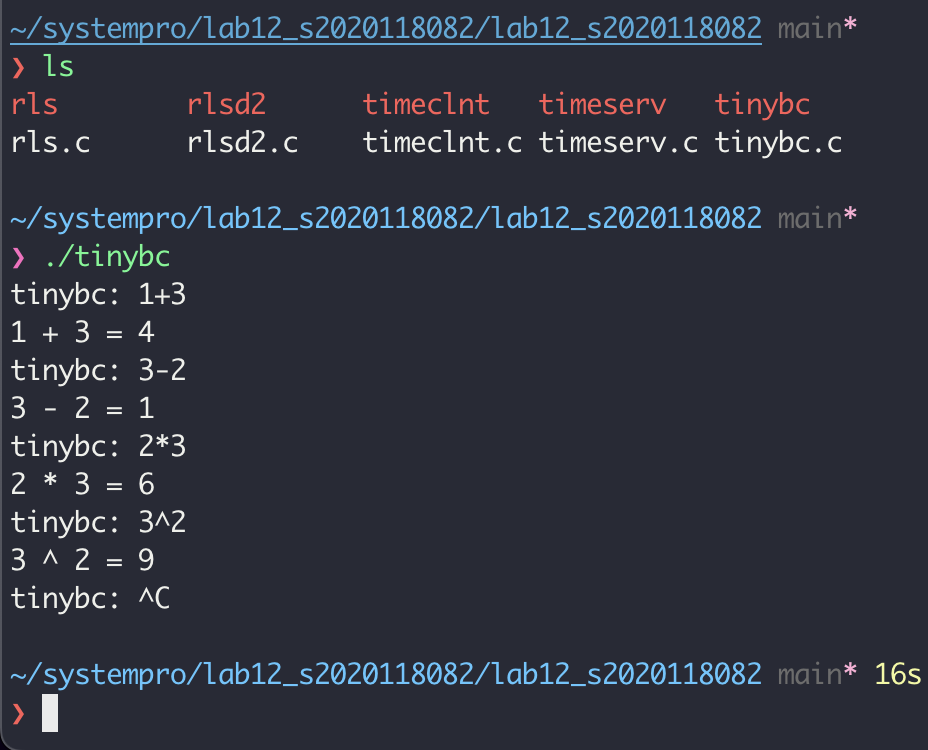 ~/systempro/lab12_s2020118082/lab12_s2020118082 main*
❯ ls
rls rlsd2 timeclnt timeserv tinybc
rls.c rlsd2.c timeclnt.c timeserv.c tinybc.c
~/systempro/lab12_s2020118082/lab12_s2020118082 main*
❯ ./tinybc
tinybc: 1+3
1 + 3 = 4
tinybc: 3-2
3 - 2 = 1
tinybc: 2*3
2 * 3 = 6
tinybc: 3^2
3 ^ 2 = 9
tinybc: ^C
~/systempro/lab12_s2020118082/lab12_s2020118082 main* 16s
❯